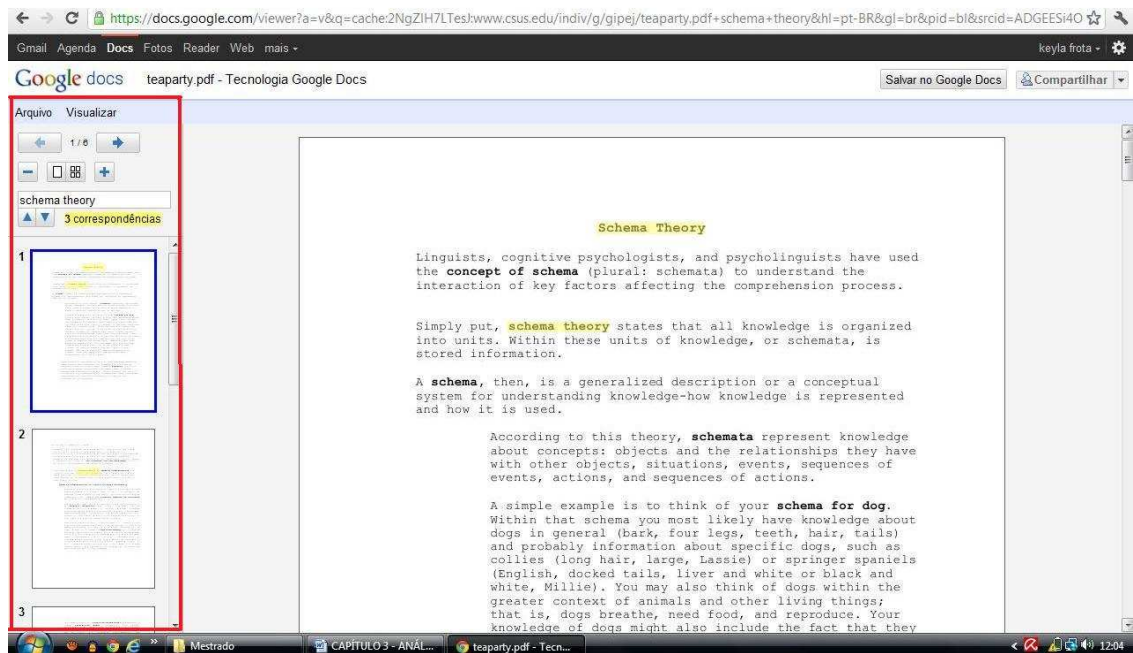 https://docs.google.com/viewer?a=v&q=cache:2NgZlH7LTesJ:www.csus.edu/indiv/g/gipej/teaparty.pdf+schema+theory&hl=pt-BR&gl=br&pid=bl&srcid=ADGEESi4O
Gmail Agenda Docs Fotos Reader Web mais
keyla frota
Google docs teaparty.pdf - Tecnologia Google Docs
Salvar no Google Docs Compartilhar
Arquivo Visualizar
1 / 6
schema theory
3 correspondências
1
2
3
Schema Theory
Linguists, cognitive psychologists, and psycholinguists have used
the concept of schema (plural: schemata) to understand the
interaction of key factors affecting the comprehension process.
Simply put, schema theory states that all knowledge is organized
into units. Within these units of knowledge, or schemata, is
stored information.
A schema, then, is a generalized description or a conceptual
system for understanding knowledge-how knowledge is represented
and how it is used.
According to this theory, schemata represent knowledge
about concepts: objects and the relationships they have
with other objects, situations, events, sequences of
events, actions, and sequences of actions.
A simple example is to think of your schema for dog.
Within that schema you most likely have knowledge about
dogs in general (bark, four legs, teeth, hair, tails)
and probably information about specific dogs, such as
collies (long hair, large, Lassie) or springer spaniels
(English, docked tails, liver and white or black and
white, Millie). You may also think of dogs within the
greater context of animals and other living things;
that is, dogs breathe, need food, and reproduce. Your
knowledge of dogs might also include the fact that they
Mestrado
CAPÍTULO 3 - ANÁL...
teaparty.pdf - Tecn...
12:04